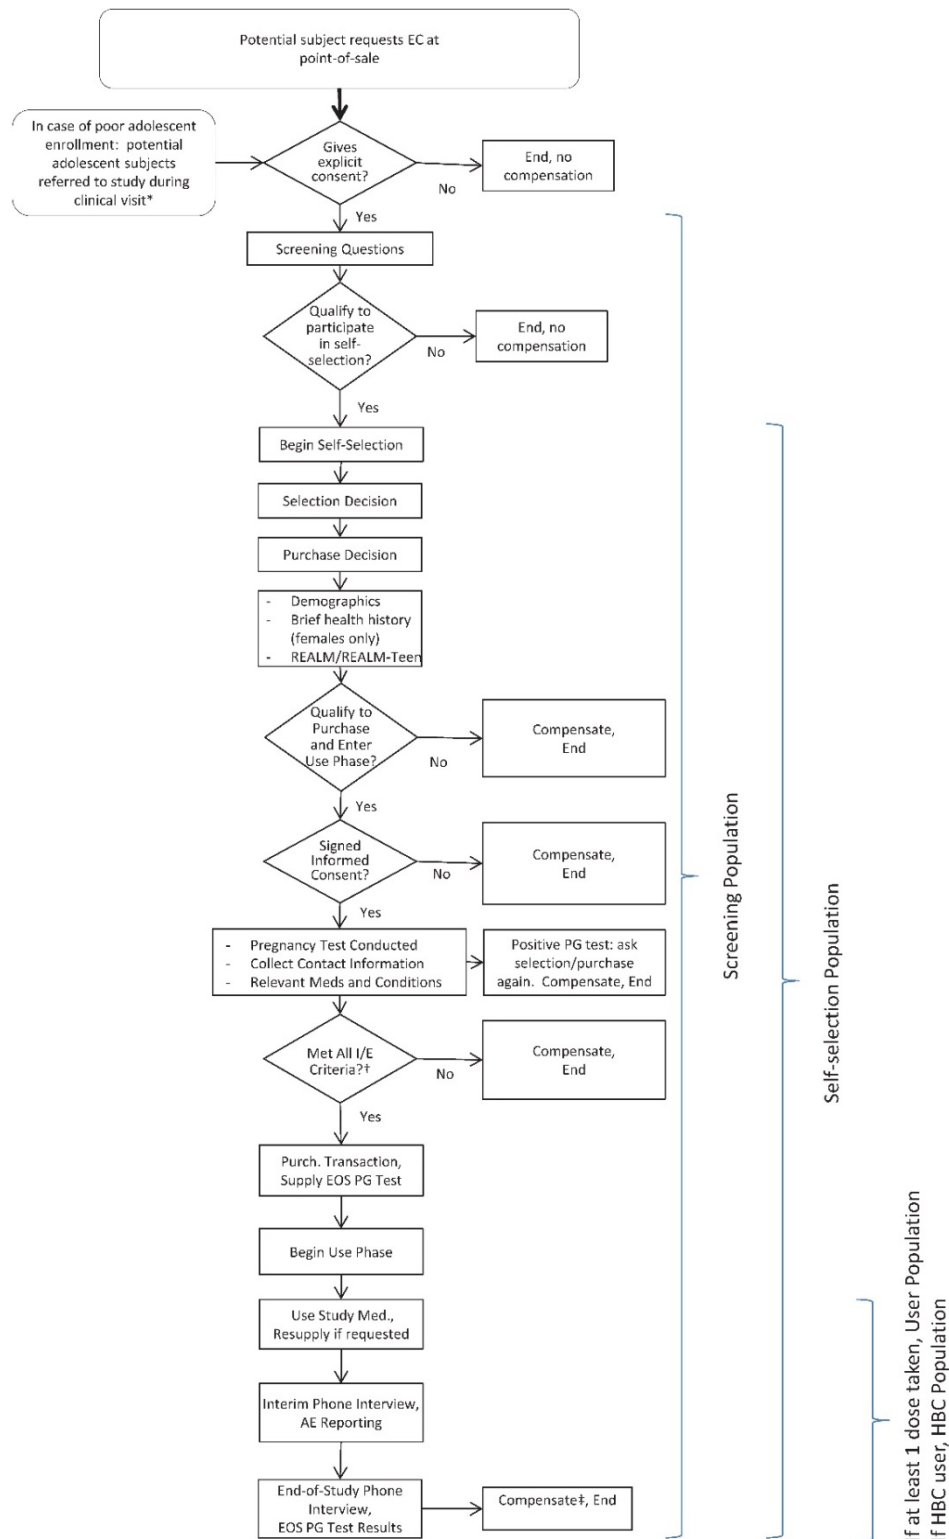 Potential subject requests EC at
point-of-sale
In case of poor adolescent
enrollment: potential
adolescent subjects
referred to study during
clinical visit*
Gives
explicit
consent?
No
End, no
compensation
Yes
Screening Questions
Qualify to
participate
in self-
selection?
No
End, no
compensation
Yes
Begin Self-Selection
Selection Decision
Purchase Decision
- Demographics
- Brief health history
(females only)
- REALM/REALM-Teen
Qualify to
Purchase
and Enter
Use Phase?
No
Compensate,
End
Yes
Signed
Informed
Consent?
No
Compensate,
End
Yes
- Pregnancy Test Conducted
- Collect Contact Information
- Relevant Meds and Conditions
Positive PG test: ask
selection/purchase
again. Compensate, End
Met All I/E
Criteria?†
No
Compensate,
End
Yes
Purch. Transaction,
Supply EOS PG Test
Begin Use Phase
Use Study Med.,
Resupply if requested
Interim Phone Interview,
AE Reporting
End-of-Study Phone
Interview,
EOS PG Test Results
Compensate‡, End
Screening Population
Self-selection Population
f at least 1 dose taken, User Population
f HBC user, HBC Population